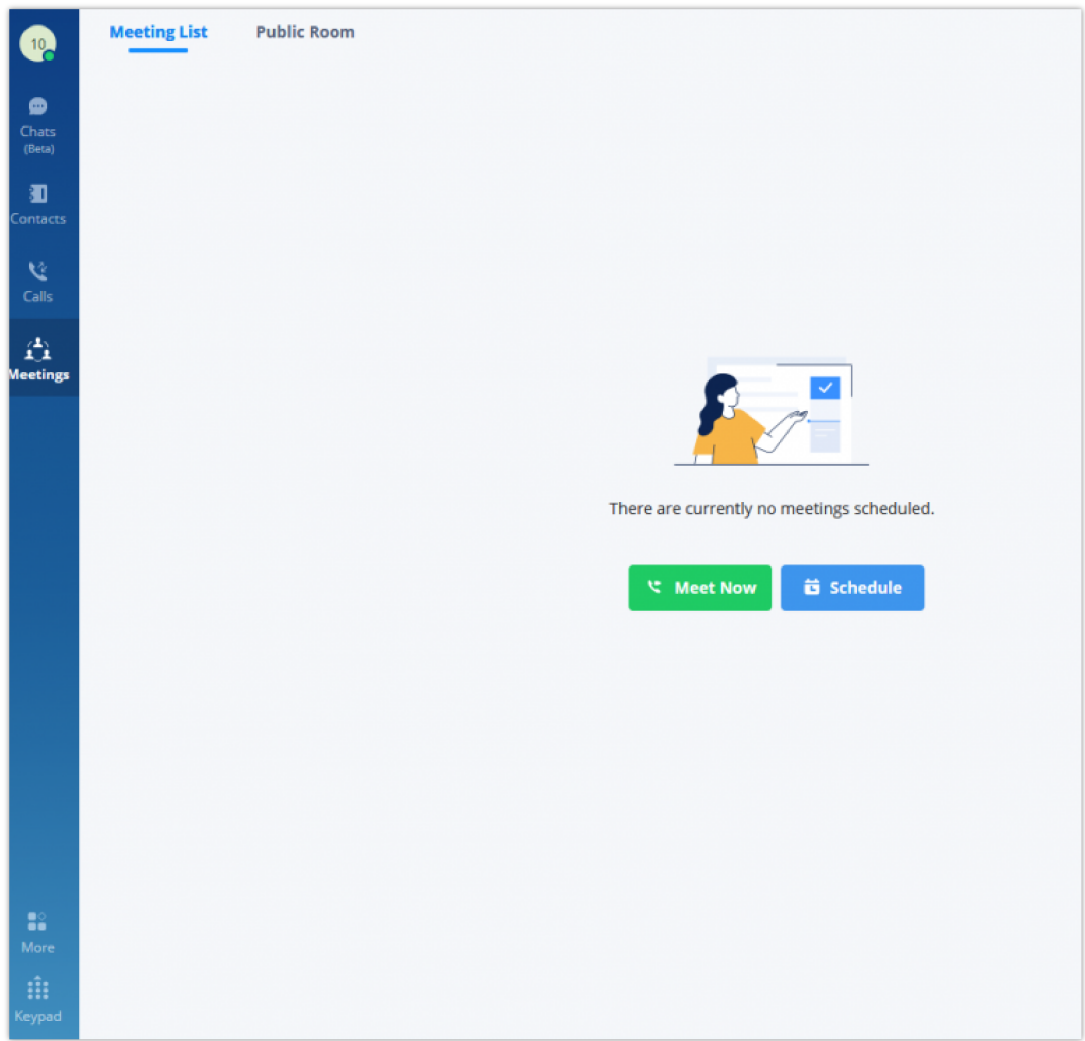 10
Chats
(Beta)
Contacts
Calls
Meetings
More
Keypad
Meeting List
Public Room
There are currently no meetings scheduled.
Meet Now
Schedule